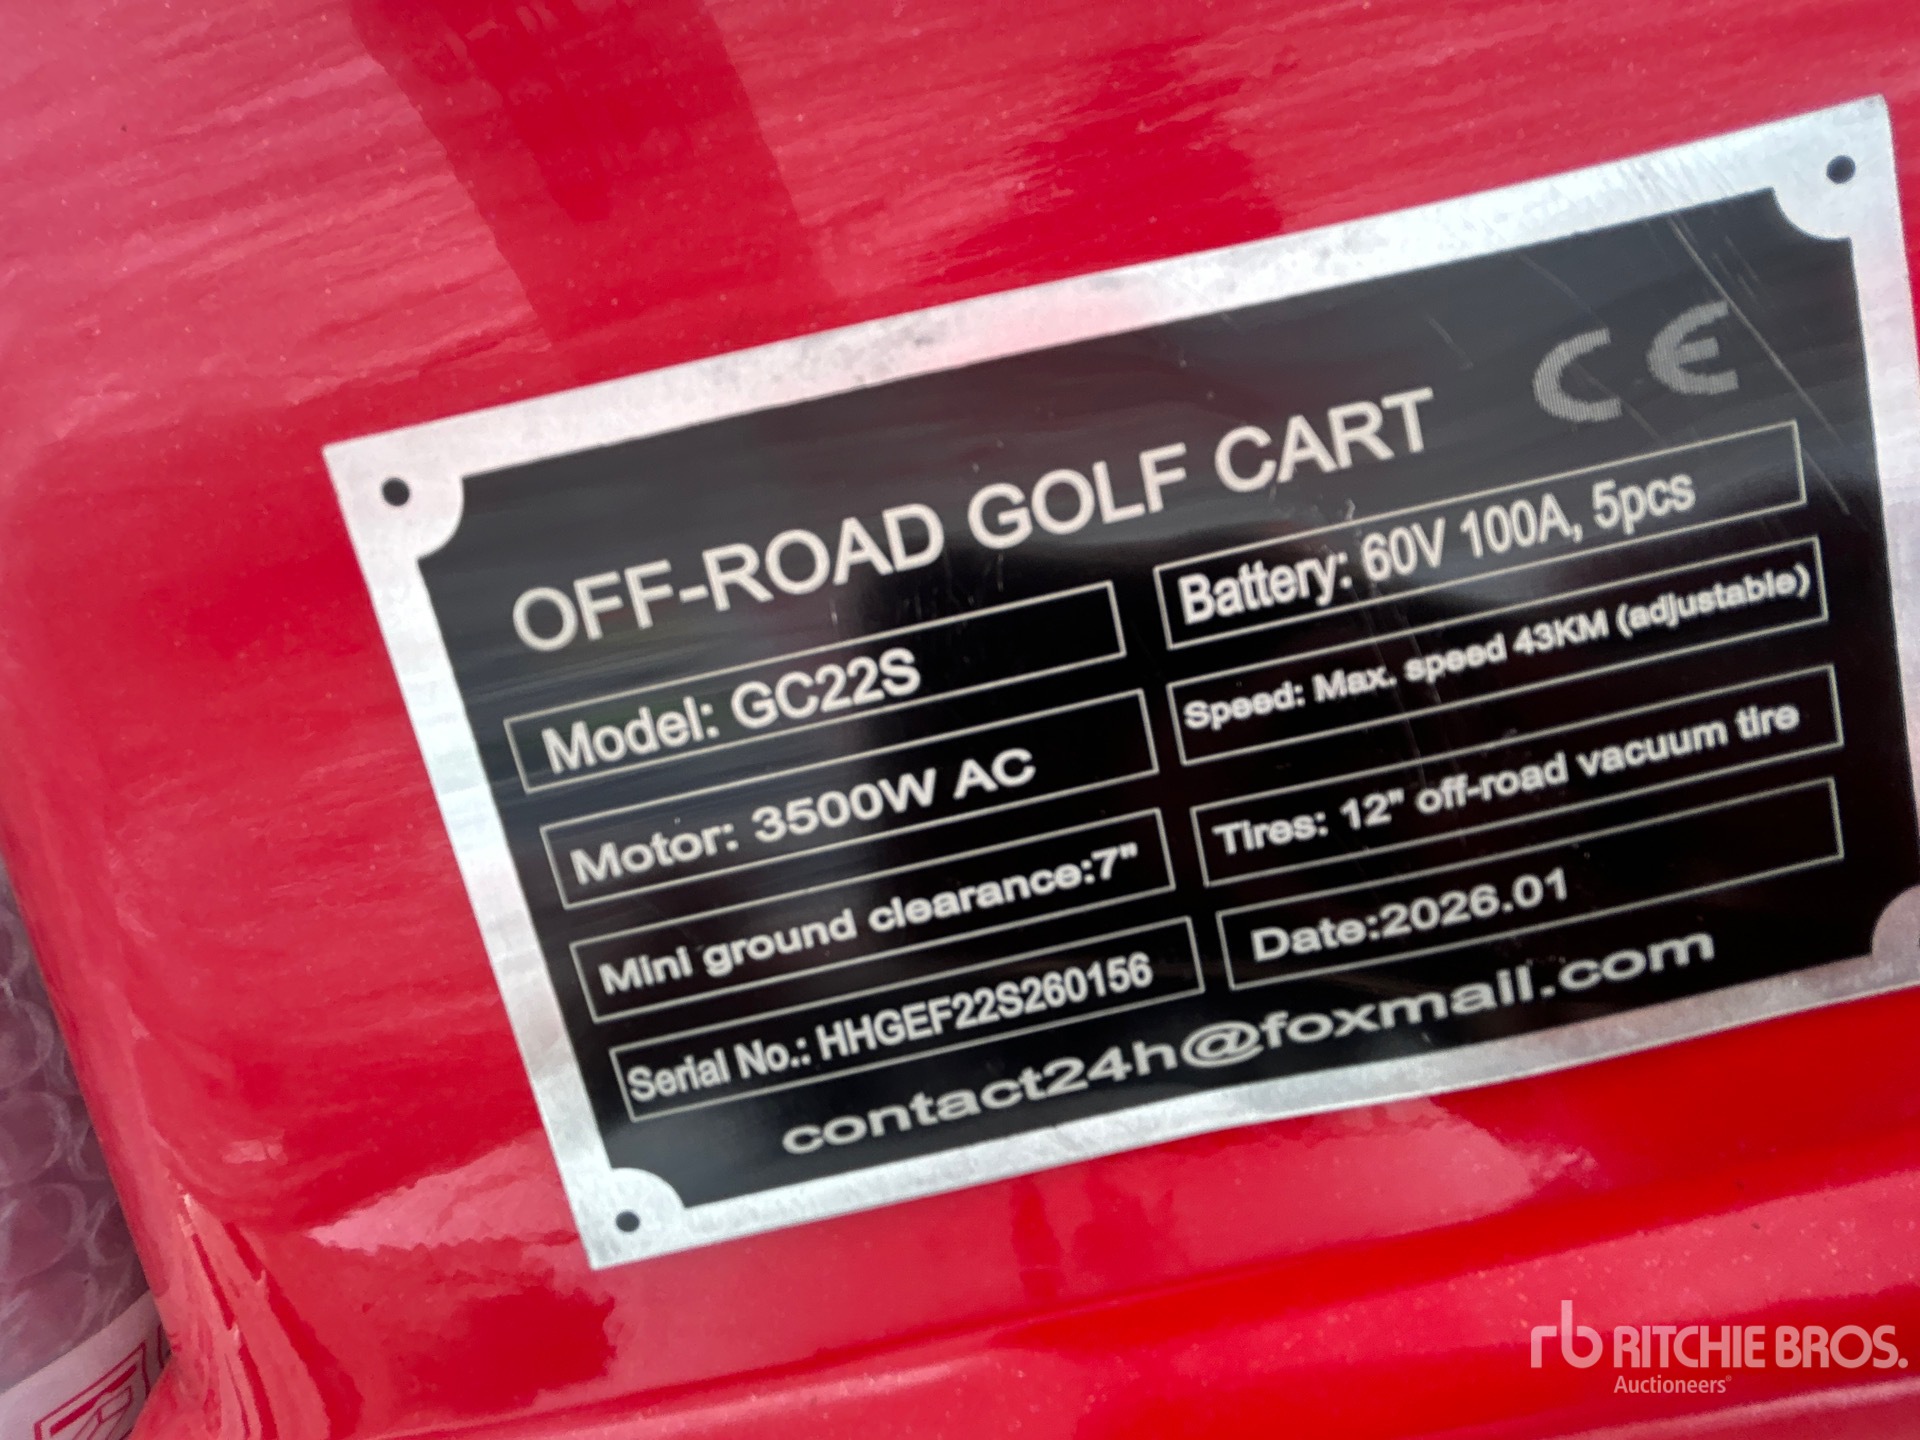 OFF-ROAD GOLF CART
CE
Model: GC22S
Battery: 60V 100A, 5pcs
Motor: 3500W AC
Speed: Max. speed 43KM (adjustable)
Mini ground clearance:7"
Tires: 12" off-road vacuum tire
Serial No.: HHGEF22S260156
Date:2026.01
contact24h@foxmail.com
rb RITCHIE BROS.
Auctioneers